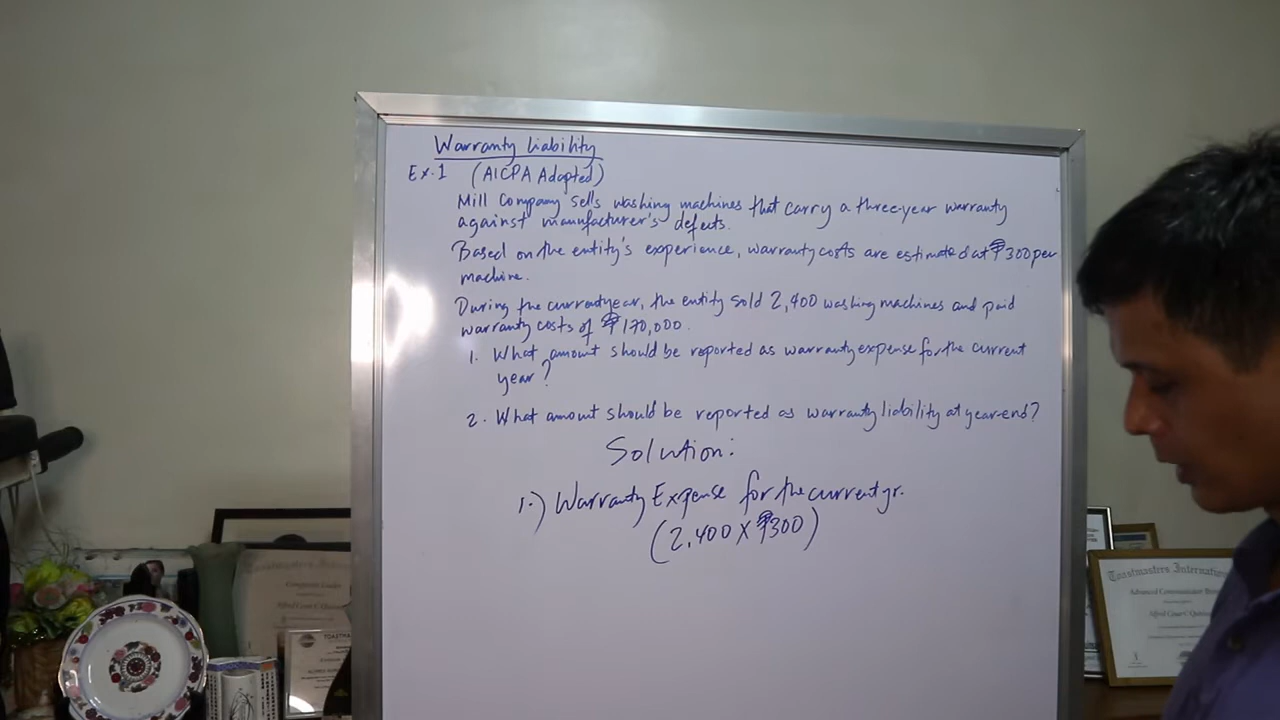 Warranty Liability
Ex. 1 (AICPA Adapted)
Mill Company sells washing machines that carry a three-year warranty
against manufacturer's defects.
Based on the entity's experience, warranty costs are estimated at ₱300 per
machine.
During the current year, the entity sold 2,400 washing machines and paid
warranty costs of ₱170,000.
1. What amount should be reported as warranty expense for the current
year?
2. What amount should be reported as warranty liability at year-end?
Solution:
1.) Warranty Expense for the current yr.
(2,400 X ₱300)
Toastmasters International
Advanced Communicator
Competent Leader